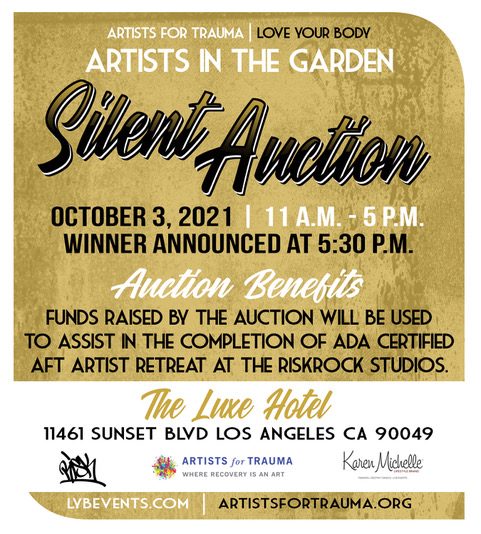 ARTISTS FOR TRAUMA | LOVE YOUR BODY
ARTISTS IN THE GARDEN
Silent Auction
OCTOBER 3, 2021 | 11 A.M. - 5 P.M.
WINNER ANNOUNCED AT 5:30 P.M.
Auction Benefits
FUNDS RAISED BY THE AUCTION WILL BE USED
TO ASSIST IN THE COMPLETION OF ADA CERTIFIED
AFT ARTIST RETREAT AT THE RISKROCK STUDIOS.
The Luxe Hotel
11461 SUNSET BLVD LOS ANGELES CA 90049
ARTISTS for TRAUMA
WHERE RECOVERY IS AN ART
Karen Michelle
LIFESTYLE BRAND
LYBEVENTS.COM | ARTISTSFORTRAUMA.ORG